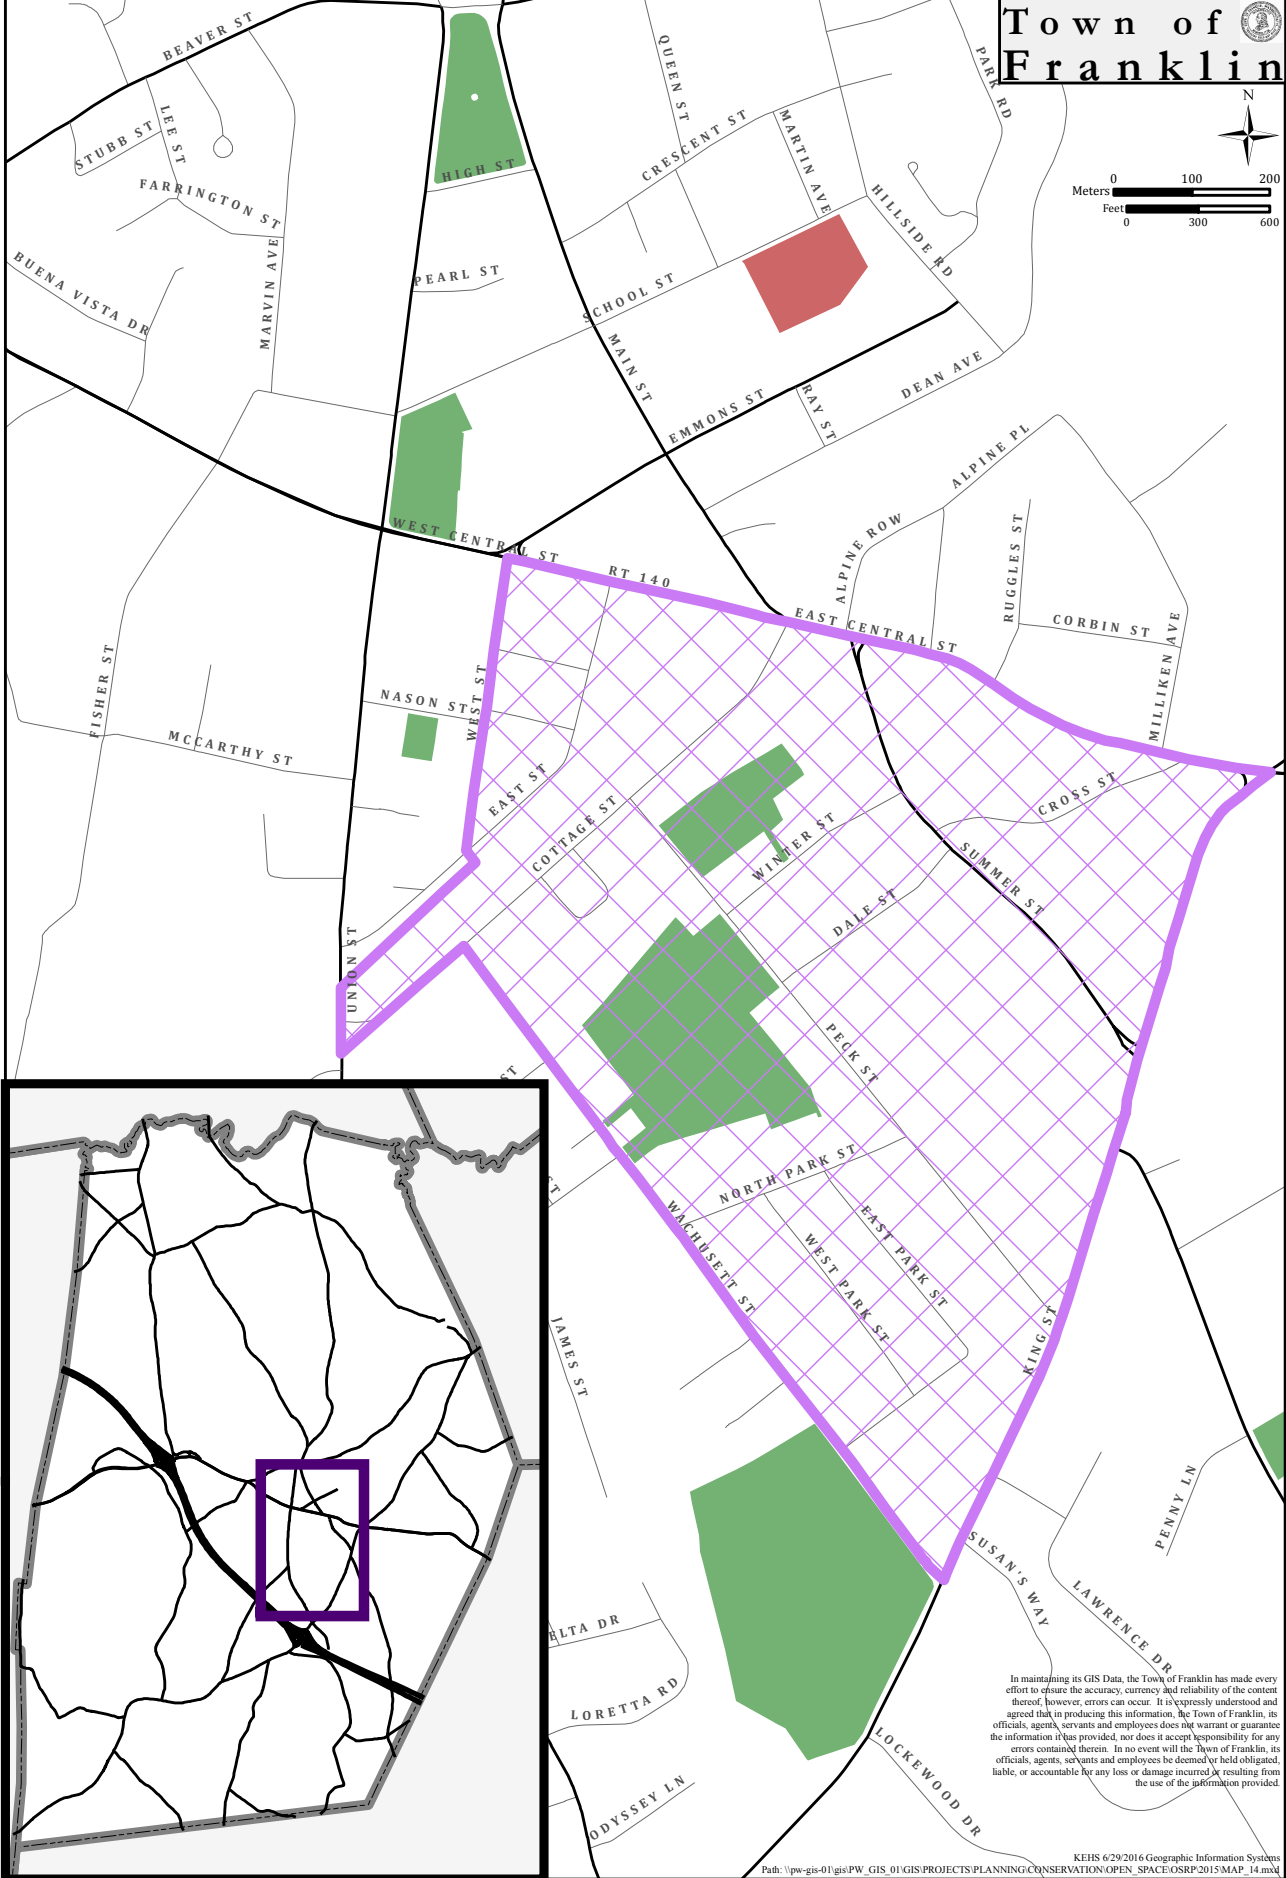 Town of
Franklin
N
0 100 200
Meters
Feet
0 300 600
BEAVER ST
LEE ST
STUBB ST
FARRINGTON ST
MARVIN AVE
BUENA VISTA DR
HIGH ST
PEARL ST
QUEEN ST
CRESCENT ST
MARTIN AVE
PARK RD
HILLSIDE RD
SCHOOL ST
MAIN ST
EMMONS ST
RAY ST
DEAN AVE
ALPINE PL
ALPINE ROW
RUGGLES ST
CORBIN ST
MILLIKEN AVE
WEST CENTRAL ST
RT 140
EAST CENTRAL ST
FISHER ST
MCCARTHY ST
NASON ST
WEST ST
EAST ST
COTTAGE ST
WINTER ST
CROSS ST
SUMMER ST
DALE ST
UNION ST
PECK ST
ST
ST
NORTH PARK ST
EAST PARK ST
WEST PARK ST
WACHUSETT ST
KING ST
JAMES ST
PENNY LN
SUSAN'S WAY
LAWRENCE DR
ELTA DR
LORETTA RD
ODYSSEY LN
LOCKEWOOD DR
In maintaining its GIS Data, the Town of Franklin has made every
effort to ensure the accuracy, currency and reliability of the content
thereof, however, errors can occur. It is expressly understood and
agreed that in producing this information, the Town of Franklin, its
officials, agents, servants and employees does not warrant or guarantee
the information it has provided, nor does it accept responsibility for any
errors contained therein. In no event will the Town of Franklin, its
officials, agents, servants and employees be deemed or held obligated,
liable, or accountable for any loss or damage incurred or resulting from
the use of the information provided.
KEHS 6/29/2016 Geographic Information Systems
Path: \\pw-gis-01\gis\PW_GIS_01\GIS\PROJECTS\PLANNING\CONSERVATION\OPEN_SPACE\OSRP\2015\MAP_14.mxd